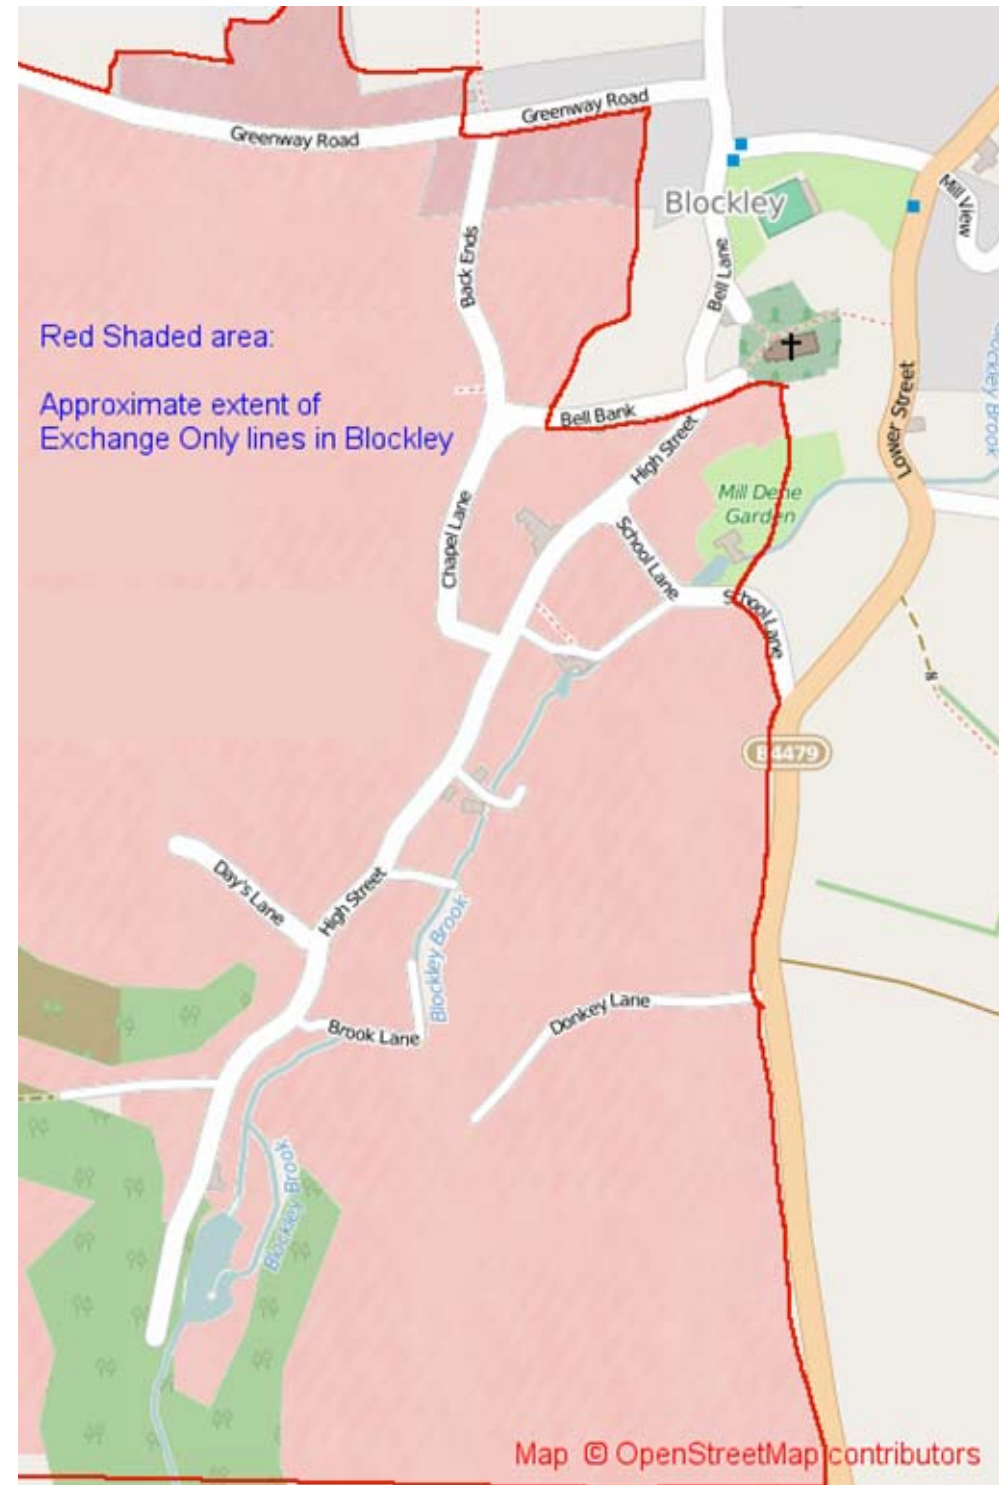 Greenway Road
Greenway Road
Blockley
Mill View
Back Ends
Bell Lane
Red Shaded area:
Approximate extent of
Exchange Only lines in Blockley
Blockley Brook
Lower Street
Bell Bank
High Street
Mill Dene
Garden
Chapel Lane
School Lane
School Lane
B4479
Day's Lane
High Street
Blockley Brook
Donkey Lane
Brook Lane
Blockley Brook
Map © OpenStreetMap contributors